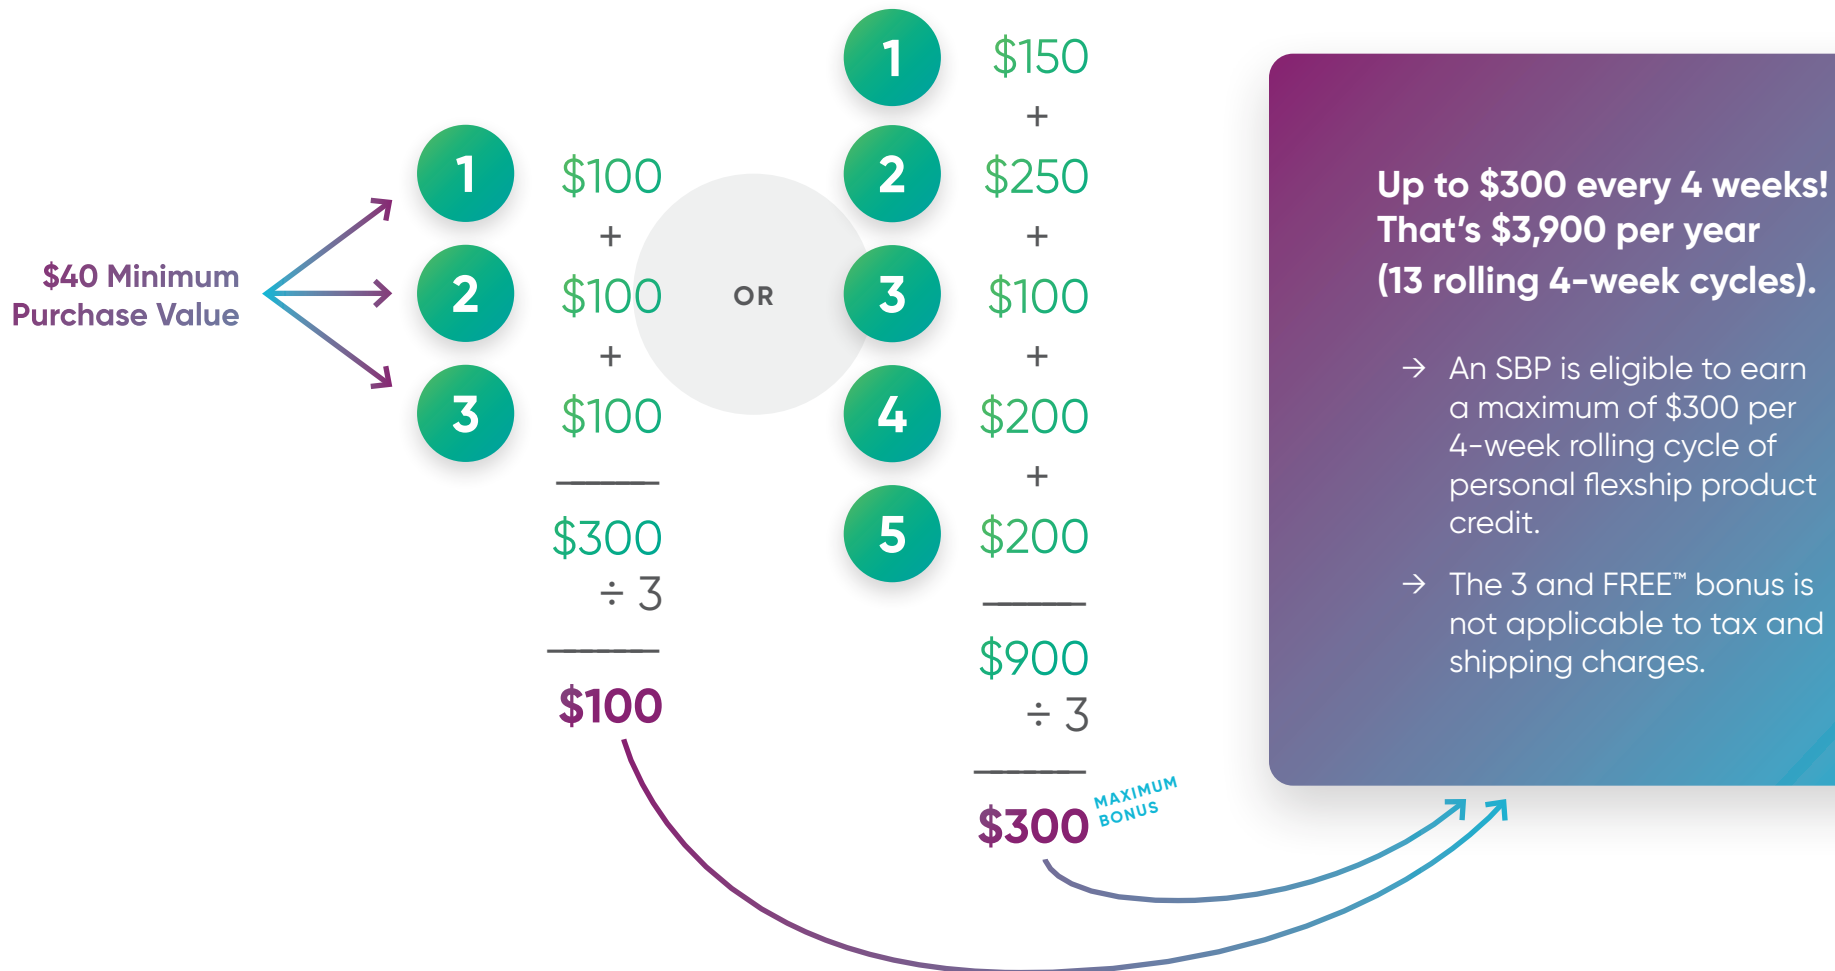 $40 Minimum
Purchase Value
1 $100
+
2 $100
+
3 $100
$300
÷ 3
$100
OR
1 $150
+
2 $250
+
3 $100
+
4 $200
+
5 $200
$900
÷ 3
$300
MAXIMUM
BONUS
Up to $300 every 4 weeks!
That’s $3,900 per year
(13 rolling 4-week cycles).
→ An SBP is eligible to earn
a maximum of $300 per
4-week rolling cycle of
personal flexship product
credit.
→ The 3 and FREE™ bonus is
not applicable to tax and
shipping charges.